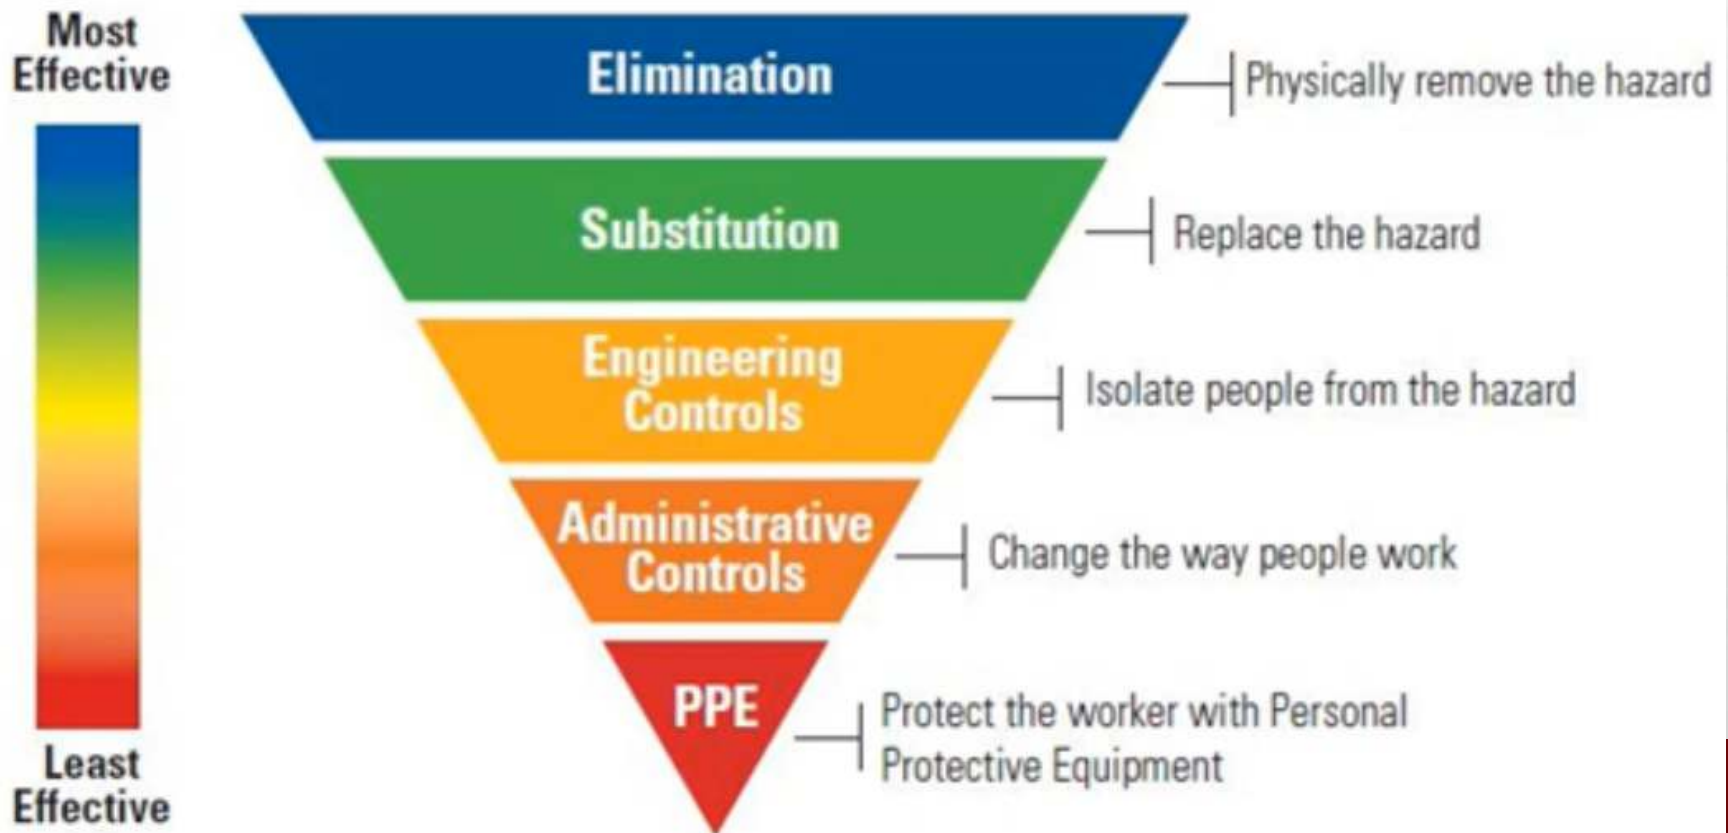 Most
Effective
Elimination
Physically remove the hazard
Substitution
Replace the hazard
Engineering
Controls
Isolate people from the hazard
Administrative
Controls
Change the way people work
PPE
Protect the worker with Personal
Protective Equipment
Least
Effective